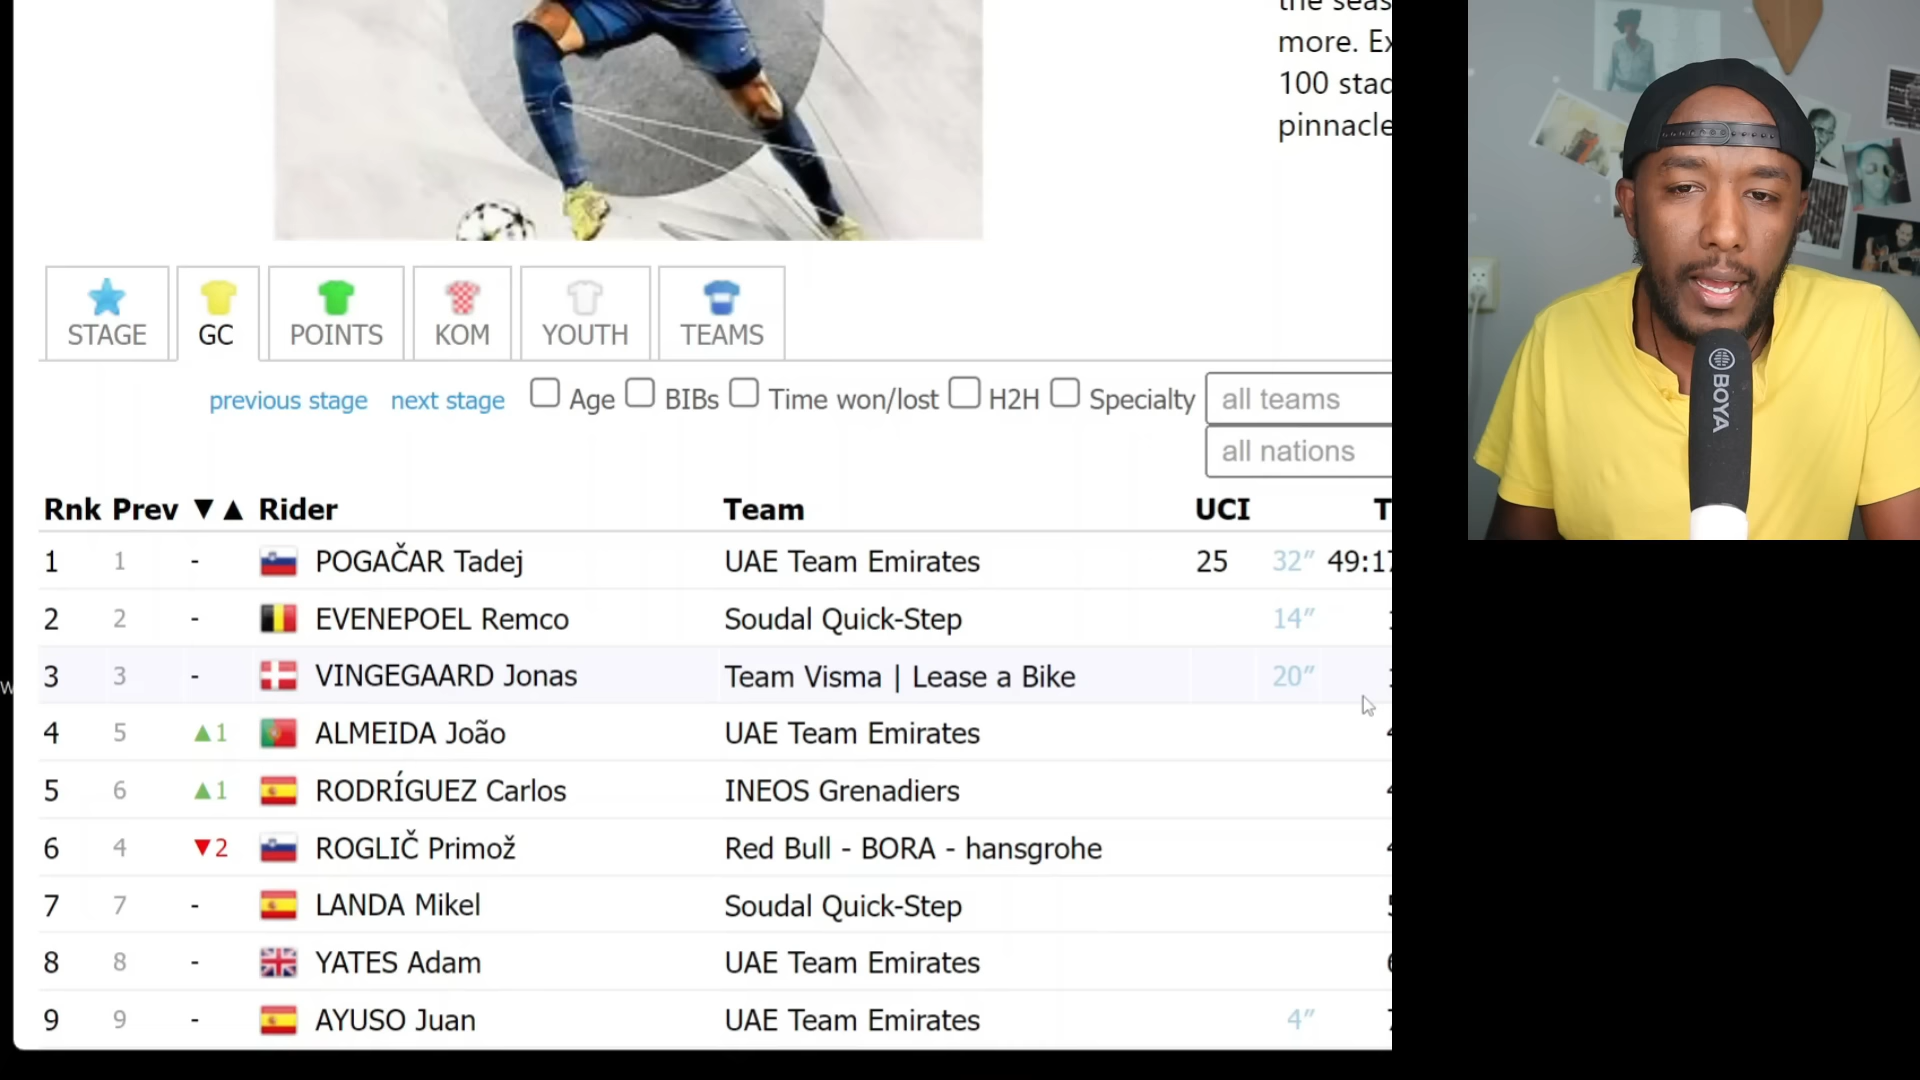 the seas
more. Ex
100 stad
pinnacle
STAGE GC POINTS KOM YOUTH TEAMS
previous stage next stage Age BIBs Time won/lost H2H Specialty all teams
all nations
Rnk Prev ▼▲ Rider Team UCI T
1 1 - POGAČAR Tadej UAE Team Emirates 25 32″ 49:17
2 2 - EVENEPOEL Remco Soudal Quick-Step 14″
3 3 - VINGEGAARD Jonas Team Visma | Lease a Bike 20″
4 5 ▲1 ALMEIDA João UAE Team Emirates
5 6 ▲1 RODRÍGUEZ Carlos INEOS Grenadiers
6 4 ▼2 ROGLIČ Primož Red Bull - BORA - hansgrohe
7 7 - LANDA Mikel Soudal Quick-Step
8 8 - YATES Adam UAE Team Emirates
9 9 - AYUSO Juan UAE Team Emirates 4″
BOYA